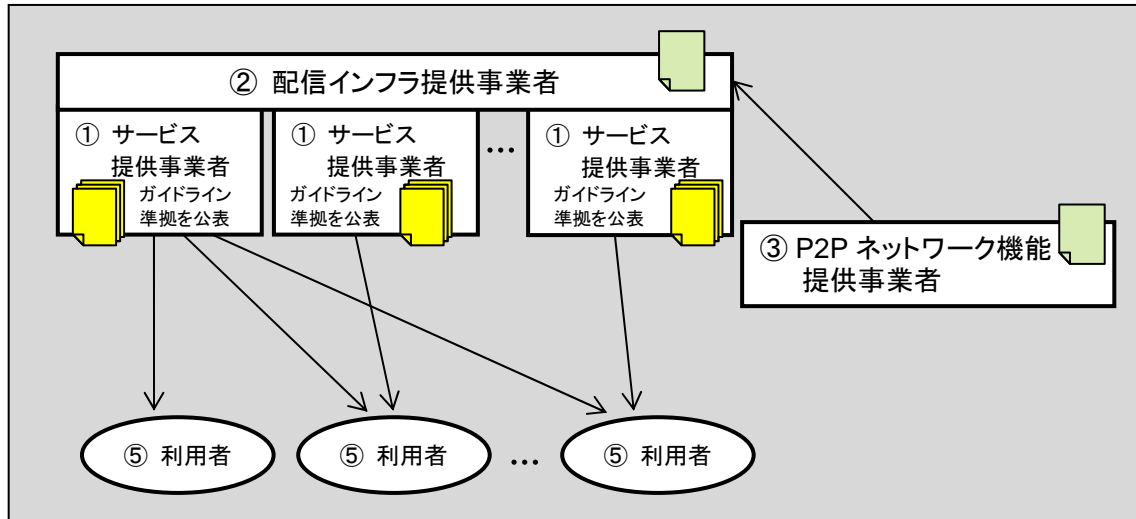 ② 配信インフラ提供事業者
① サービス
提供事業者
ガイドライン
準拠を公表
① サービス
提供事業者
ガイドライン
準拠を公表
…
① サービス
提供事業者
ガイドライン
準拠を公表
③ P2P ネットワーク機能
提供事業者
⑤ 利用者
⑤ 利用者
…
⑤ 利用者